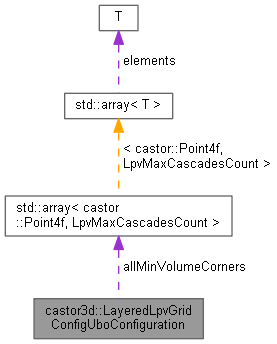 T
elements
std::array< T >
< castor::Point4f,
LpvMaxCascadesCount >
std::array< castor
::Point4f, LpvMaxCascadesCount >
allMinVolumeCorners
castor3d::LayeredLpvGrid
ConfigUboConfiguration